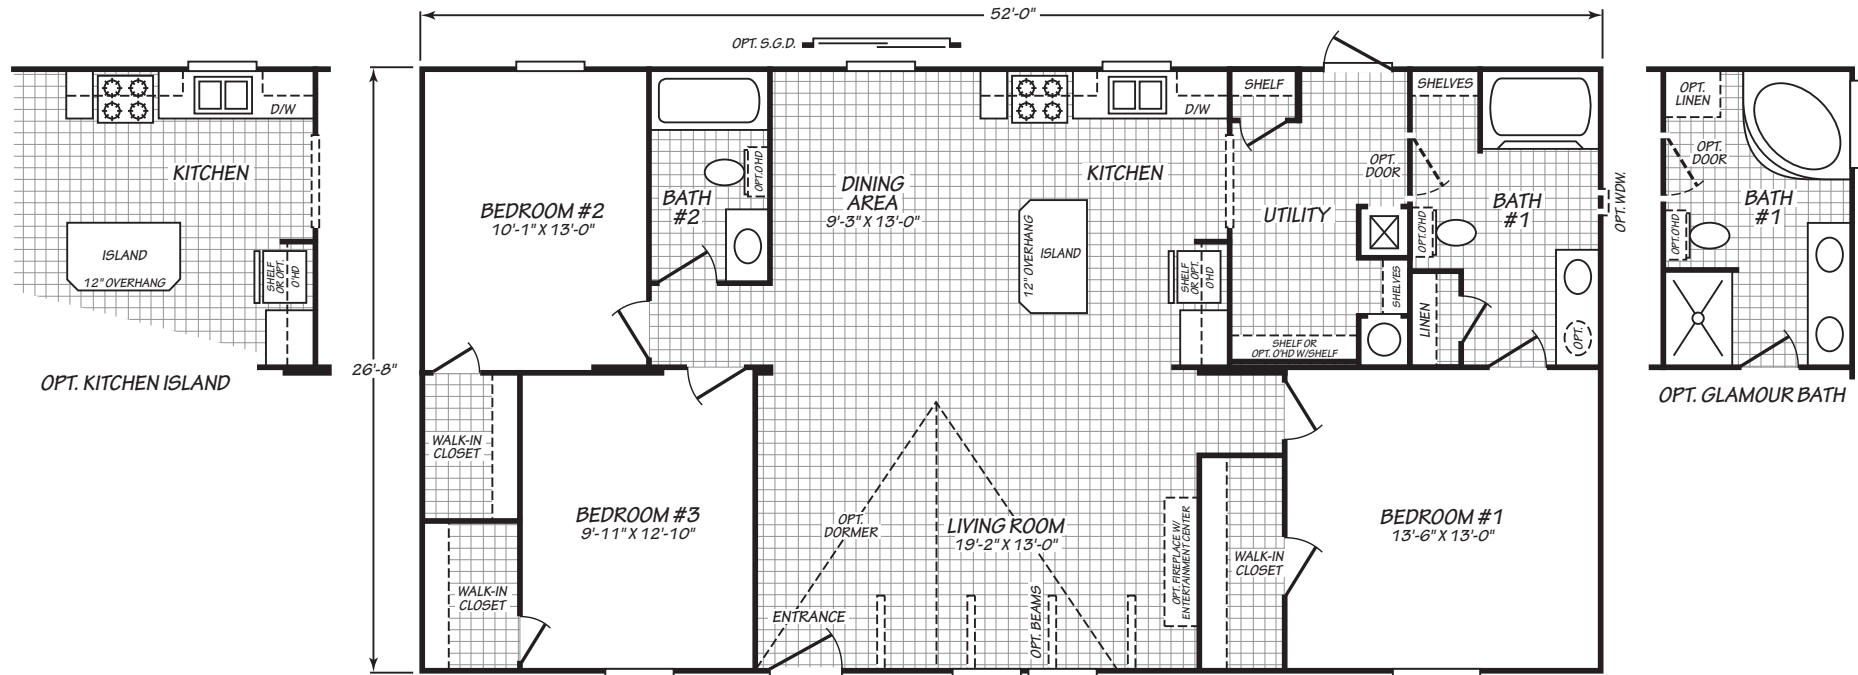 52'-0"
OPT. S.G.D.
26'-8"
D/W
KITCHEN
ISLAND
12" OVERHANG
SHELF
OR OPT.
O'HD
OPT. KITCHEN ISLAND
BEDROOM #2
10'-1" X 13'-0"
BATH
#2
OPT. O'HD
DINING
AREA
9'-3" X 13'-0"
D/W
KITCHEN
12" OVERHANG
ISLAND
SHELF
OR OPT.
O'HD
SHELF
UTILITY
OPT.
DOOR
SHELVES
SHELF OR
OPT. O'HD W/SHELF
SHELVES
OPT. O'HD
BATH
#1
LINEN
OPT.
OPT. WDW.
OPT.
LINEN
OPT.
DOOR
OPT. O'HD
BATH
#1
OPT. GLAMOUR BATH
WALK-IN
CLOSET
WALK-IN
CLOSET
BEDROOM #3
9'-11" X 12'-10"
OPT.
DORMER
LIVING ROOM
19'-2" X 13'-0"
ENTRANCE
OPT. BEAMS
OPT. FIREPLACE W/
ENTERTAINMENT CENTER
WALK-IN
CLOSET
BEDROOM #1
13'-6" X 13'-0"